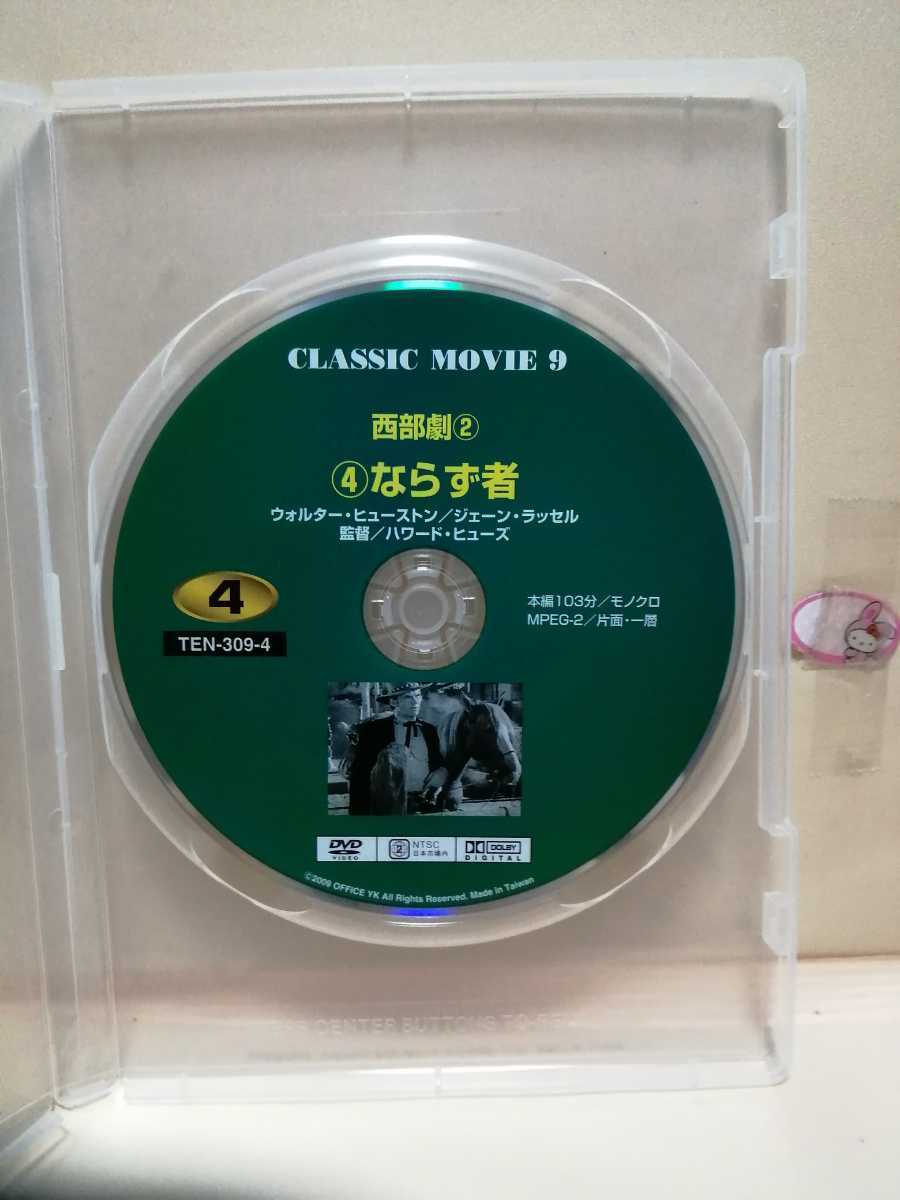 CLASSIC MOVIE 9
西部劇②
④ならず者
ウォルター・ヒューストン／ジェーン・ラッセル
監督／ハワード・ヒューズ
4
TEN-309-4
本編103分／モノクロ
MPEG-2／片面・一層
DVD
VIDEO
2
NTSC
日本市場向
DOLBY
DIGITAL
©2009 OFFICE YK All Rights Reserved. Made in Taiwan
CENTER BUTTONS TO